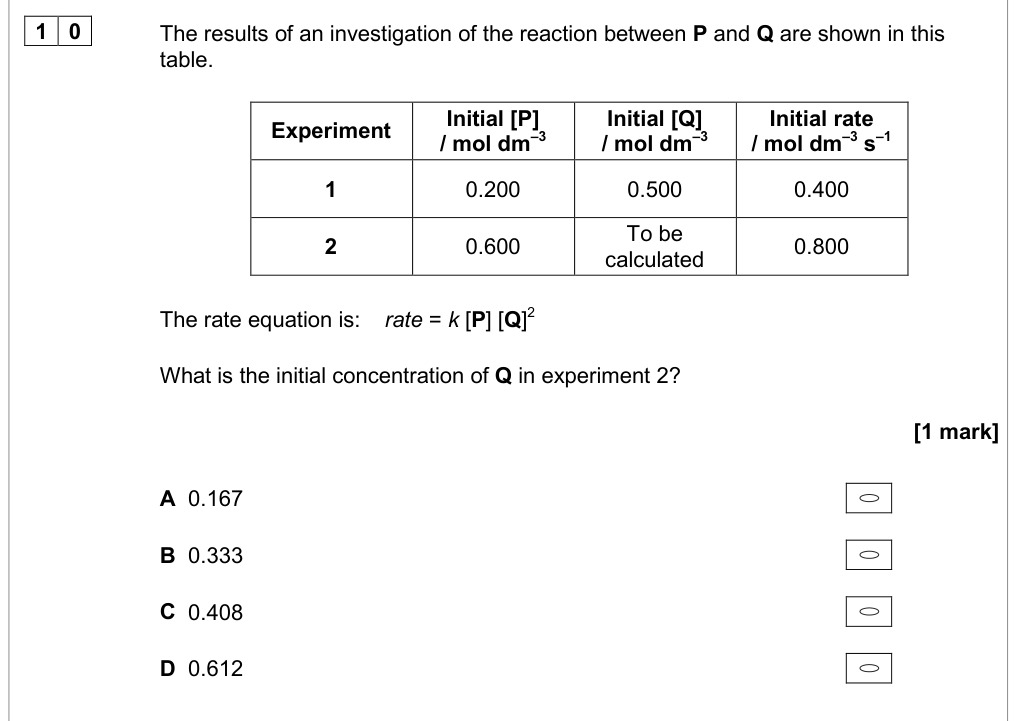 1 0
The results of an investigation of the reaction between P and Q are shown in this
table.
Experiment
Initial [P]
/ mol dm⁻³
Initial [Q]
/ mol dm⁻³
Initial rate
/ mol dm⁻³ s⁻¹
1
0.200
0.500
0.400
2
0.600
To be
calculated
0.800
The rate equation is: rate = k [P] [Q]²
What is the initial concentration of Q in experiment 2?
[1 mark]
A 0.167
B 0.333
C 0.408
D 0.612